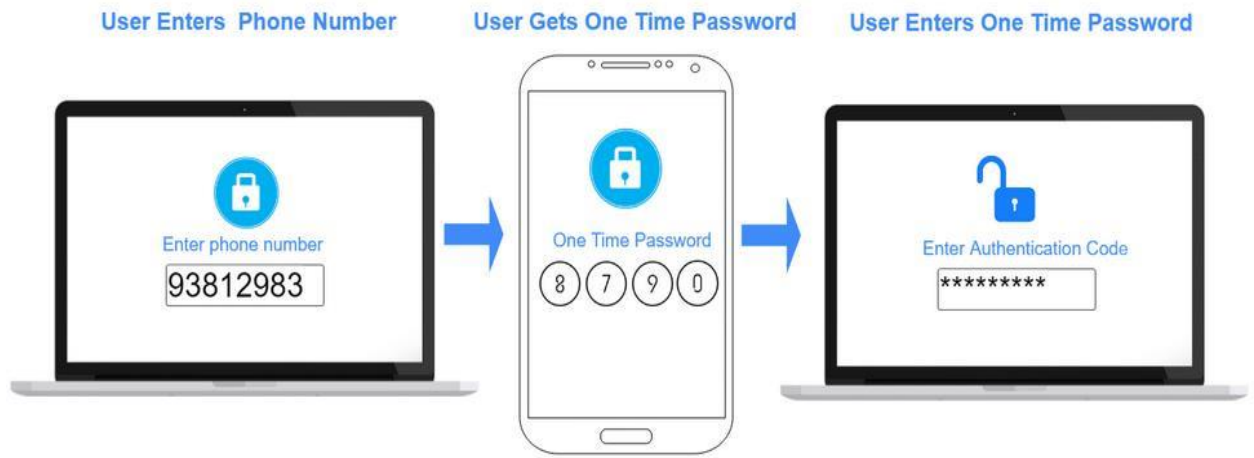 User Enters Phone Number
User Gets One Time Password
User Enters One Time Password
Enter phone number
93812983
One Time Password
8 7 9 0
Enter Authentication Code
*********